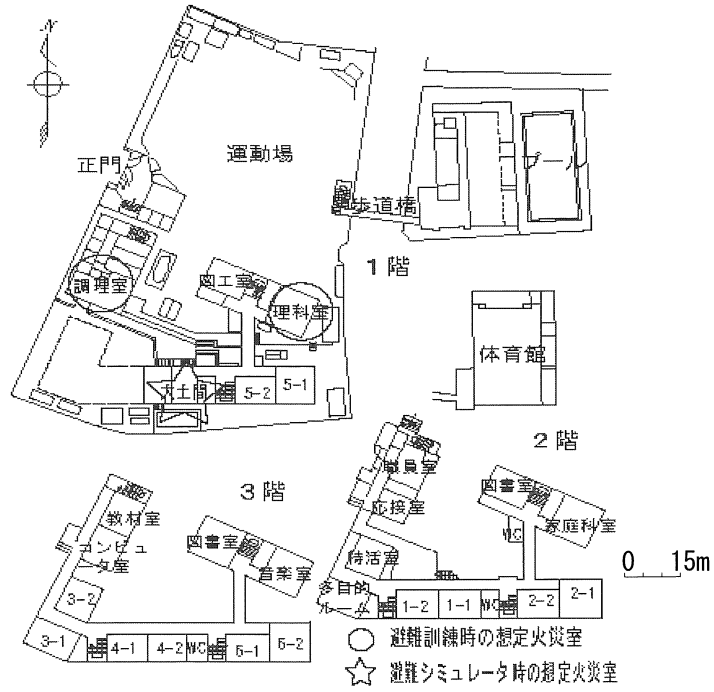 N
正門
運動場
歩道橋
調理室
図工室
理科室
1階
大土間
5-2
5-1
体育館
2階
職員室
応接室
図書室
家庭科室
WC
特活室
多目的
ルーム
1-2
1-1
WC
2-2
2-1
3階
教材室
コンピュ
ータ室
図書室
音楽室
3-2
3-1
4-1
4-2
WC
6-1
6-2
0 15m
避難訓練時の想定火災室
避難シミュレータ時の想定火災室